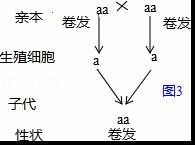 亲本 aa × aa
卷发 卷发
生殖细胞 a a
图3
子代 aa
性状 卷发